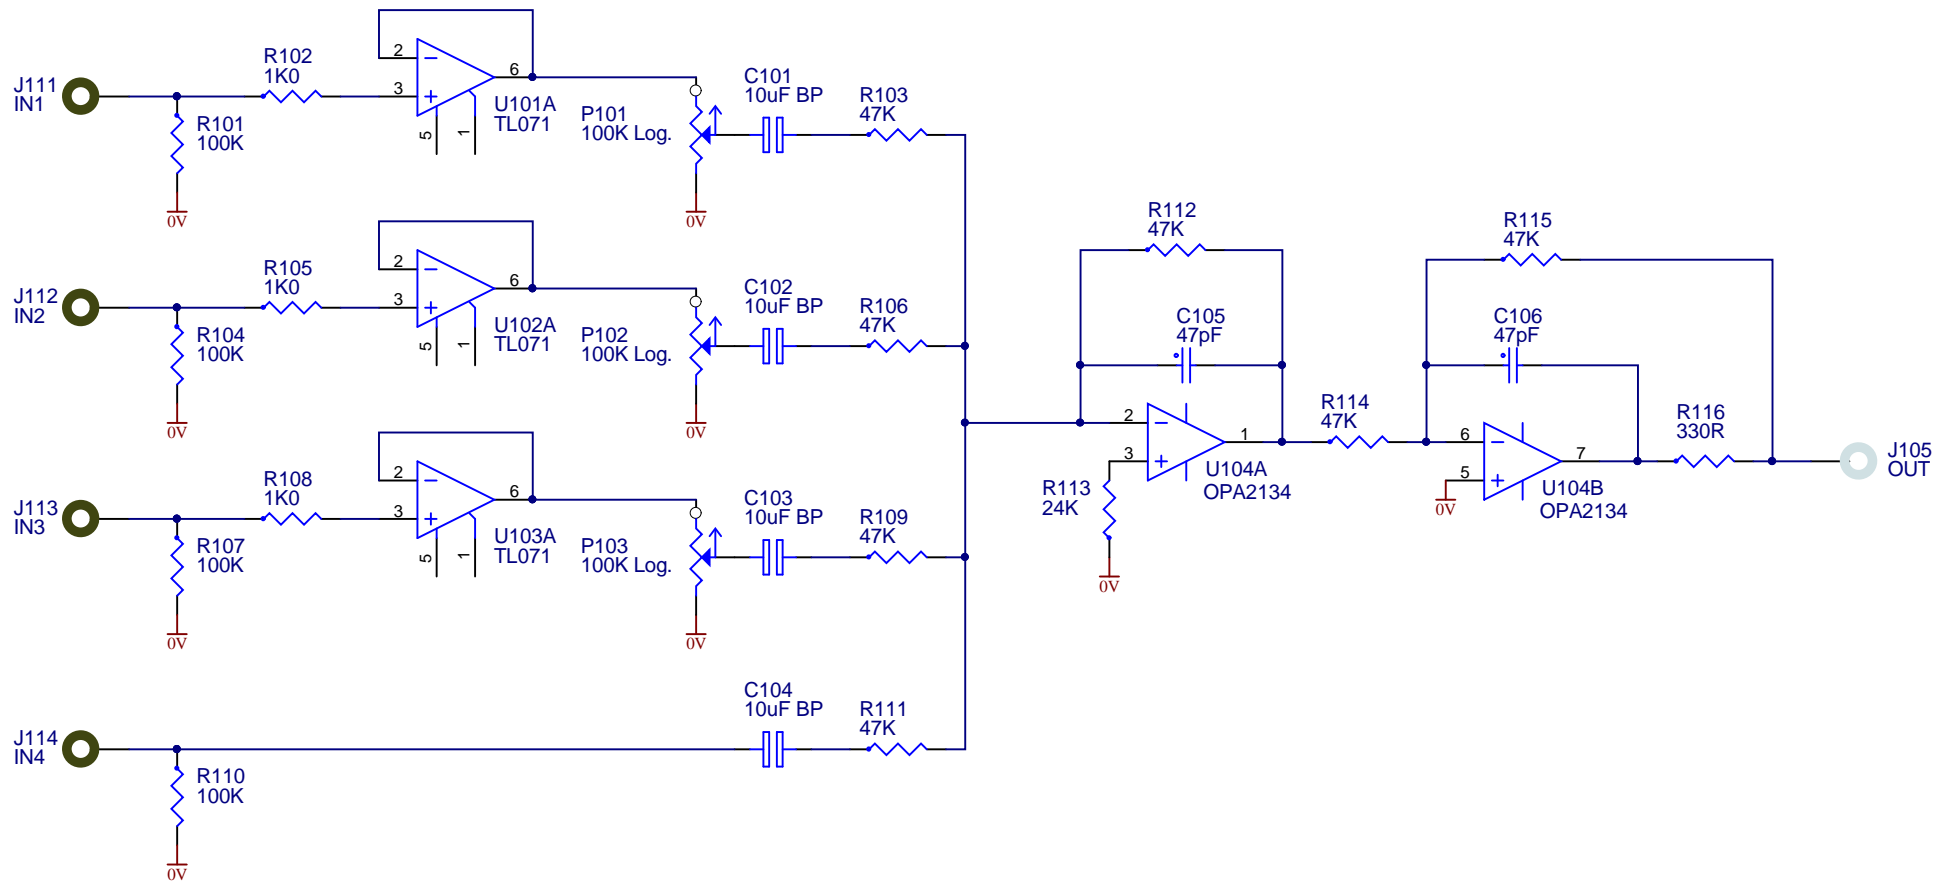 J111
IN1
R101
100K
0V
R102
1K0
2
3
6
5
1
U101A
TL071
P101
100K Log.
0V
C101
10uF BP
R103
47K
J112
IN2
R104
100K
0V
R105
1K0
2
3
6
5
1
U102A
TL071
P102
100K Log.
0V
C102
10uF BP
R106
47K
J113
IN3
R107
100K
0V
R108
1K0
2
3
6
5
1
U103A
TL071
P103
100K Log.
0V
C103
10uF BP
R109
47K
J114
IN4
R110
100K
0V
C104
10uF BP
R111
47K
R112
47K
C105
47pF
2
3
1
U104A
OPA2134
R113
24K
0V
R114
47K
R115
47K
C106
47pF
6
5
7
0V
U104B
OPA2134
R116
330R
J105
OUT